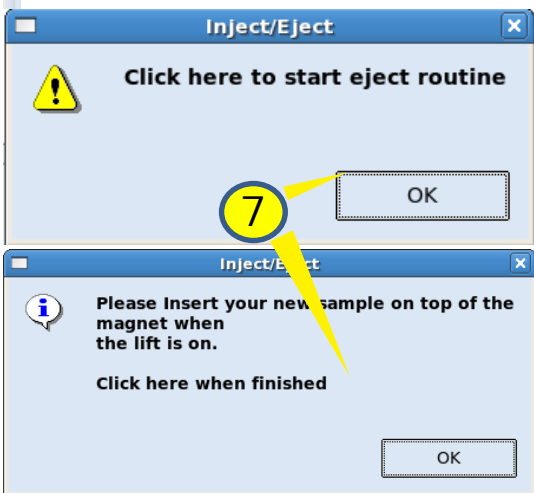 Inject/Eject
Click here to start eject routine
OK
7
Inject/Eject
Please Insert your new sample on top of the
magnet when
the lift is on.
Click here when finished
OK